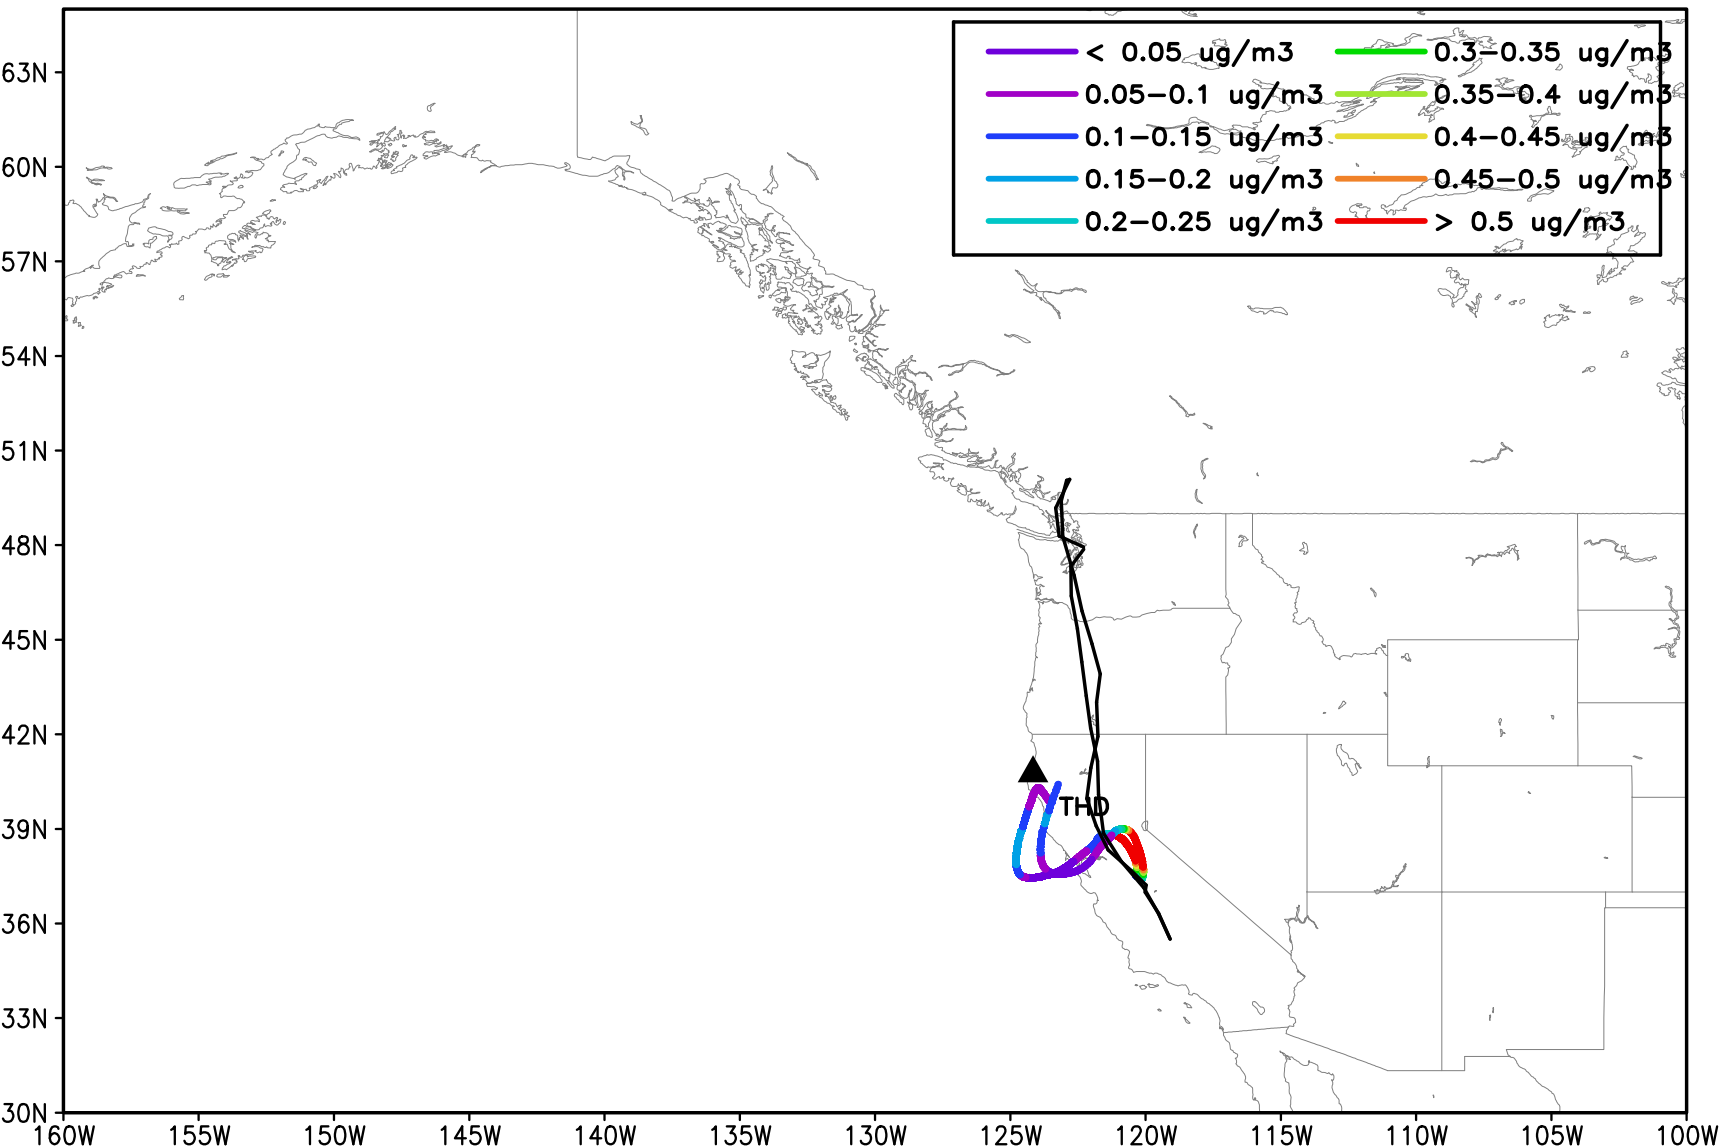 63N
60N
57N
54N
51N
48N
45N
42N
39N
36N
33N
30N
< 0.05 ug/m3
0.05-0.1 ug/m3
0.1-0.15 ug/m3
0.15-0.2 ug/m3
0.2-0.25 ug/m3
0.3-0.35 ug/m3
0.35-0.4 ug/m3
0.4-0.45 ug/m3
0.45-0.5 ug/m3
> 0.5 ug/m3
THD
160W 155W 150W 145W 140W 135W 130W 125W 120W 115W 110W 105W 100W